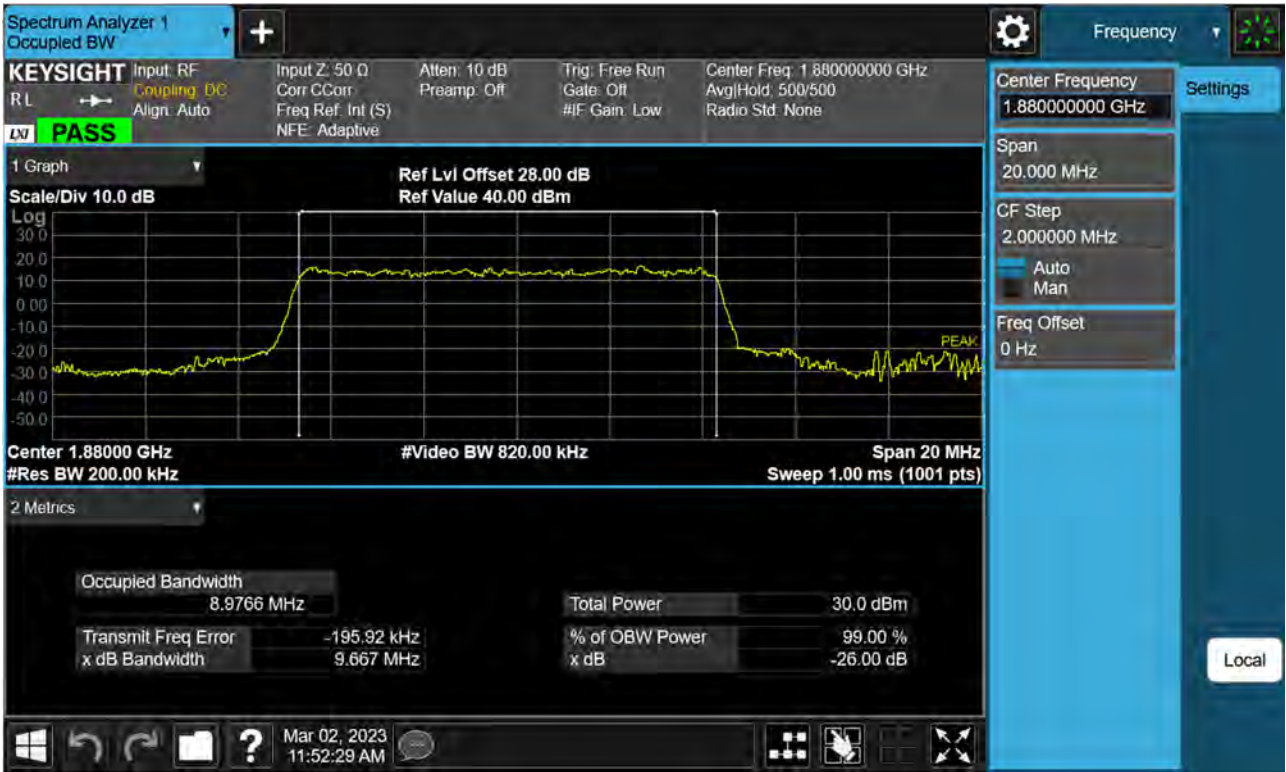 Spectrum Analyzer 1
Occupied BW
+
Frequency
KEYSIGHT
R L
LXI
PASS
Input: RF
Coupling: DC
Align: Auto
Input Z: 50 Ω
Corr CCorr
Freq Ref: Int (S)
NFE: Adaptive
Atten: 10 dB
Preamp: Off
Trig: Free Run
Gate: Off
#IF Gain: Low
Center Freq: 1.880000000 GHz
Avg|Hold: 500/500
Radio Std: None
Center Frequency
1.880000000 GHz
Settings
Span
20.000 MHz
CF Step
2.000000 MHz
Auto
Man
Freq Offset
0 Hz
1 Graph
Scale/Div 10.0 dB
Ref Lvl Offset 28.00 dB
Ref Value 40.00 dBm
Log
30.0
20.0
10.0
0.00
-10.0
-20.0
-30.0
-40.0
-50.0
PEAK
Center 1.88000 GHz
#Video BW 820.00 kHz
Span 20 MHz
#Res BW 200.00 kHz
Sweep 1.00 ms (1001 pts)
2 Metrics
Occupied Bandwidth
8.9766 MHz
Total Power 30.0 dBm
Transmit Freq Error -195.92 kHz
% of OBW Power 99.00 %
x dB Bandwidth 9.667 MHz
x dB -26.00 dB
Local
?
Mar 02, 2023
11:52:29 AM